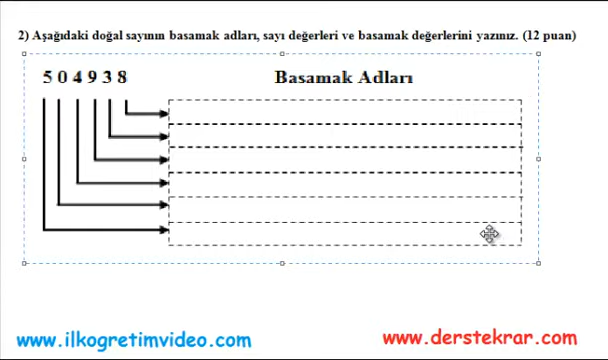 2) Aşağıdaki doğal sayının basamak adları, sayı değerleri ve basamak değerlerini yazınız. (12 puan)
5 0 4 9 3 8 Basamak Adları
www.ilkogretimvideo.com www.derstekrar.com